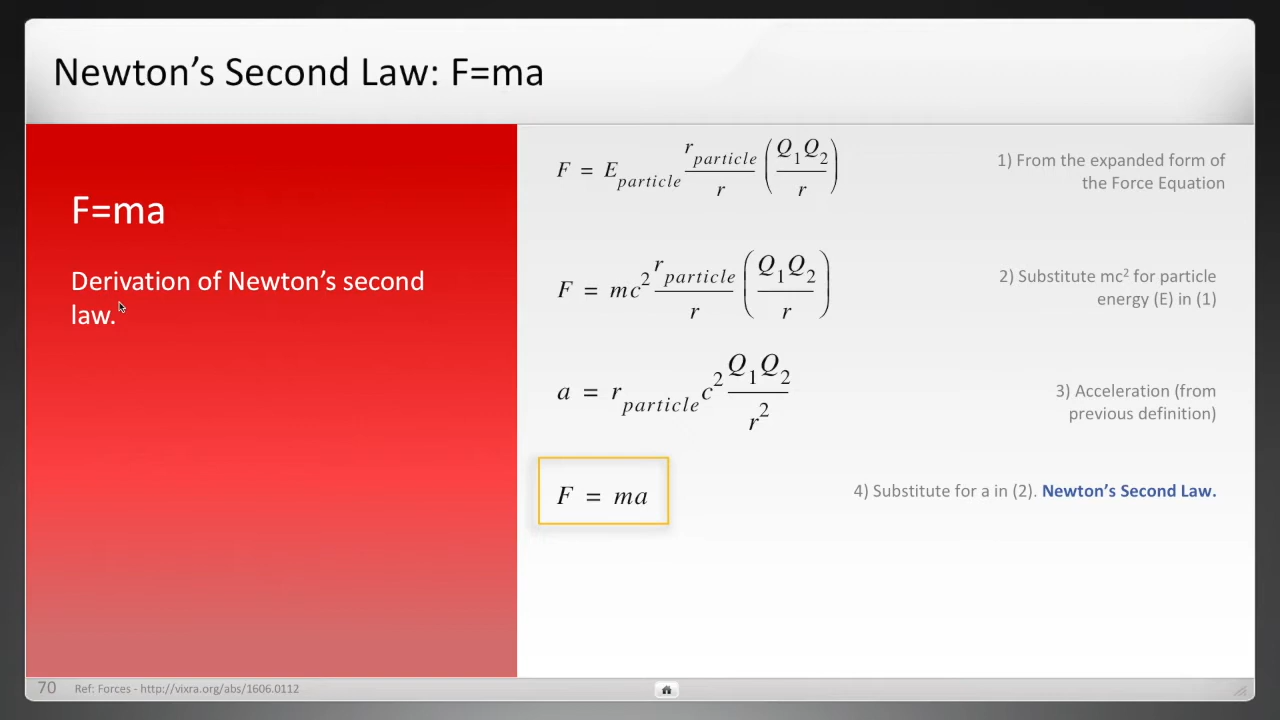 Newton’s Second Law: F=ma
F=ma
Derivation of Newton’s second
law.
F = E_particle r_particle/r (Q₁Q₂/r)
1) From the expanded form of
the Force Equation
F = mc² r_particle/r (Q₁Q₂/r)
2) Substitute mc² for particle
energy (E) in (1)
a = r_particle c² Q₁Q₂/r²
3) Acceleration (from
previous definition)
F = ma
4) Substitute for a in (2). Newton’s Second Law.
70 Ref: Forces - http://vixra.org/abs/1606.0112